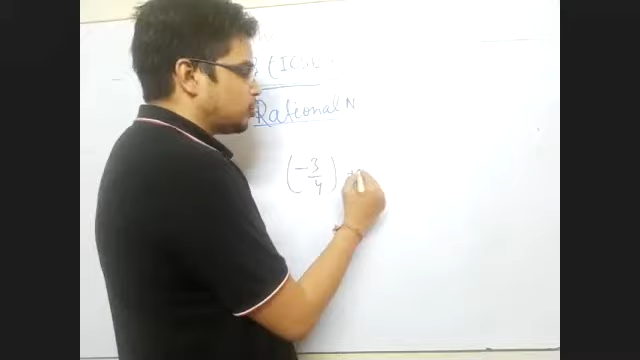 (ICSE
Rational N
(-3/4) +